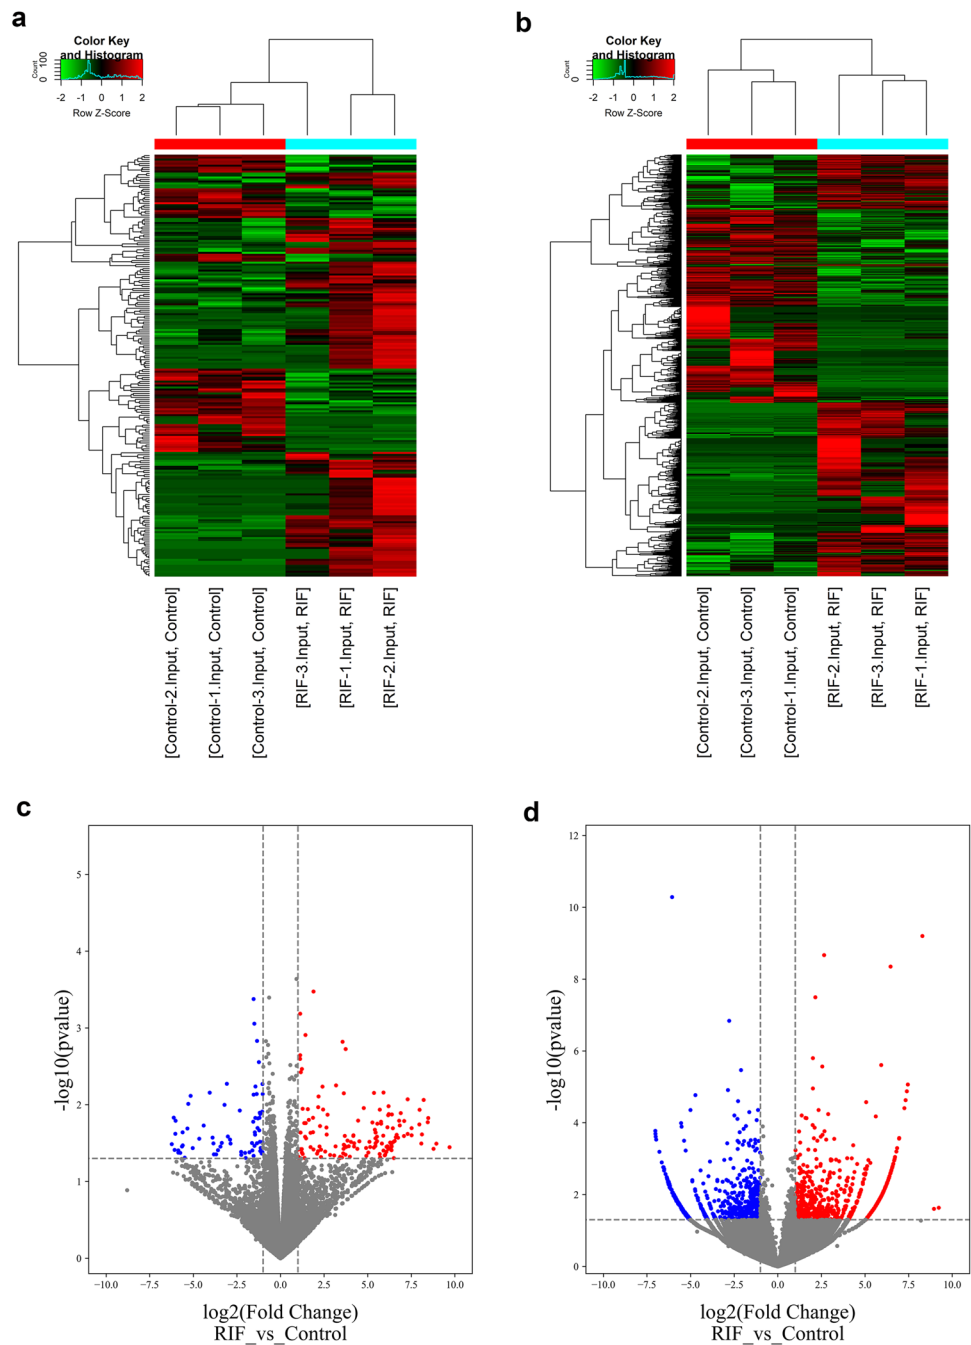 a
Color Key
and Histogram
Count
0 40 100
-2 -1 0 1 2
Row Z-Score
[Control-2.Input, Control]
[Control-1.Input, Control]
[Control-3.Input, Control]
[RIF-3.Input, RIF]
[RIF-1.Input, RIF]
[RIF-2.Input, RIF]
b
Color Key
and Histogram
Count
0
-2 -1 0 1 2
Row Z-Score
[Control-2.Input, Control]
[Control-3.Input, Control]
[Control-1.Input, Control]
[RIF-2.Input, RIF]
[RIF-3.Input, RIF]
[RIF-1.Input, RIF]
c
-log10(pvalue)
5
4
3
2
1
0
−10.0 −7.5 −5.0 −2.5 0.0 2.5 5.0 7.5 10.0
log2(Fold Change)
RIF_vs_Control
d
-log10(pvalue)
12
10
8
6
4
2
0
−10.0 −7.5 −5.0 −2.5 0.0 2.5 5.0 7.5 10.0
log2(Fold Change)
RIF_vs_Control